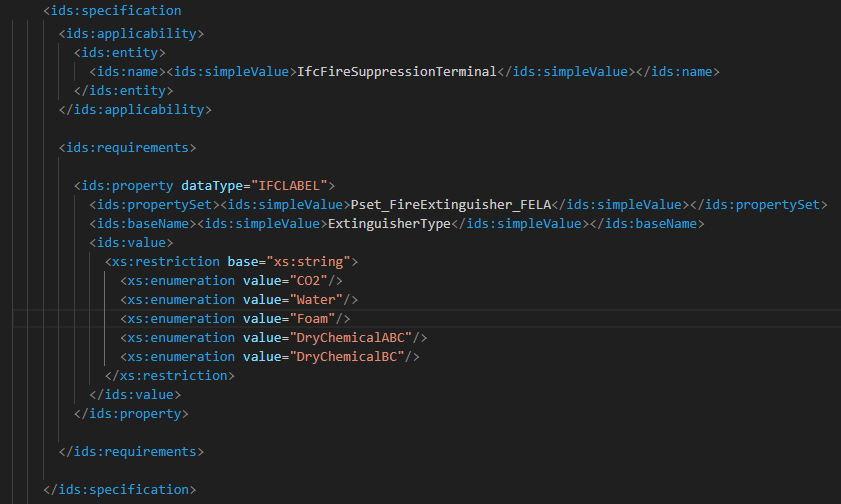 <ids:specification
<ids:applicability>
<ids:entity>
<ids:name><ids:simpleValue>IfcFireSuppressionTerminal</ids:simpleValue></ids:name>
</ids:entity>
</ids:applicability>
<ids:requirements>
<ids:property dataType="IFCLABEL">
<ids:propertySet><ids:simpleValue>Pset_FireExtinguisher_FELA</ids:simpleValue></ids:propertySet>
<ids:baseName><ids:simpleValue>ExtinguisherType</ids:simpleValue></ids:baseName>
<ids:value>
<xs:restriction base="xs:string">
<xs:enumeration value="CO2"/>
<xs:enumeration value="Water"/>
<xs:enumeration value="Foam"/>
<xs:enumeration value="DryChemicalABC"/>
<xs:enumeration value="DryChemicalBC"/>
</xs:restriction>
</ids:value>
</ids:property>
</ids:requirements>
</ids:specification>